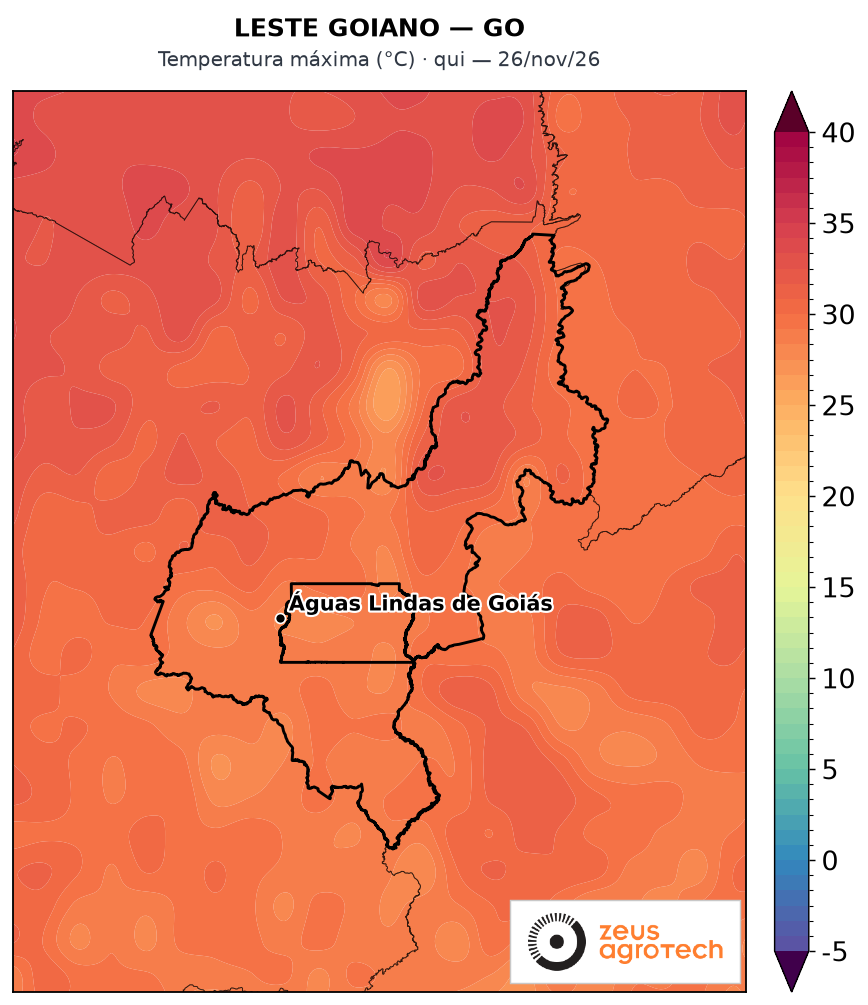 LESTE GOIANO — GO
Temperatura máxima (°C) · qui — 26/nov/26
40
35
30
25
20
15
10
5
0
-5
Águas Lindas de Goiás
zeus
agrotech